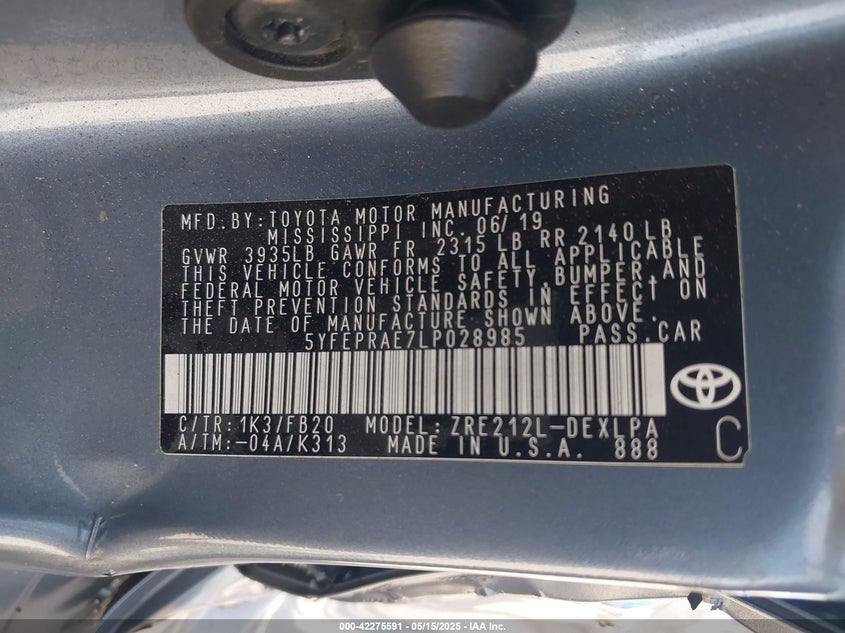 MFD. BY: TOYOTA MOTOR MANUFACTURING
MISSISSIPPI INC. 06/19
GVWR 3935LB GAWR FR 2315 LB RR 2140 LB
THIS VEHICLE CONFORMS TO ALL APPLICABLE
FEDERAL MOTOR VEHICLE SAFETY, BUMPER, AND
THEFT PREVENTION STANDARDS IN EFFECT ON
THE DATE OF MANUFACTURE SHOWN ABOVE.
5YFEPRAE7LP028985 PASS. CAR
C/TR: 1K3/FB20 MODEL: ZRE212L-DEXLPA
A/TM: -04A/K313 MADE IN U.S.A. 888
C
000-42275591 - 05/15/2025 - IAA Inc.